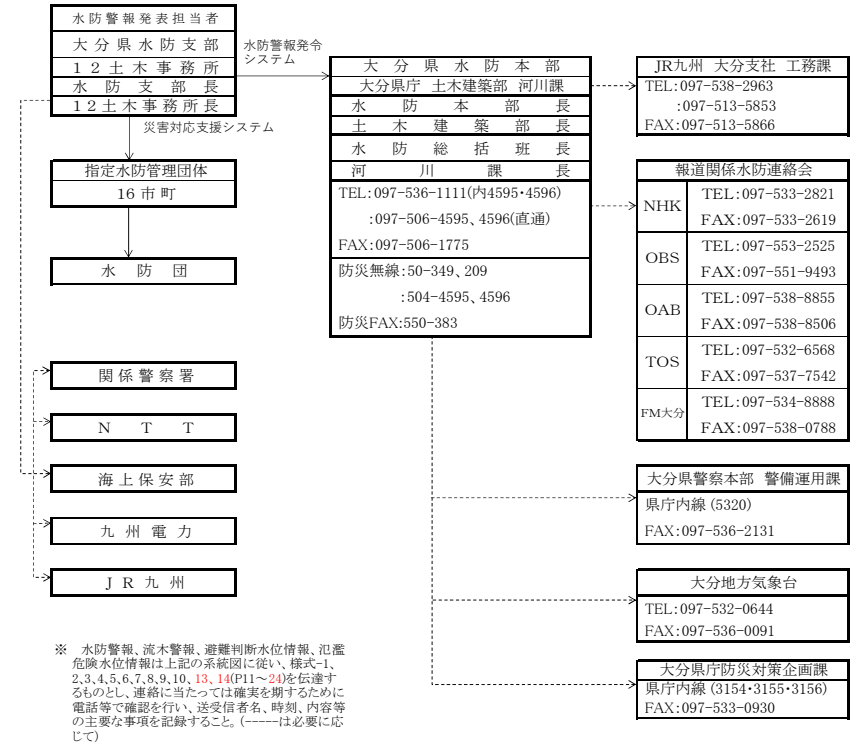 水防警報発表担当者
大分県水防支部
12土木事務所
水防支部長
12土木事務所長
水防警報発令
システム
災害対応支援システム
指定水防管理団体
16市町
水防団
関係警察署
NTT
海上保安部
九州電力
JR九州
大分県水防本部
大分県庁 土木建築部 河川課
水防本部長
土木建築部長
水防総括班長
河川課長
TEL:097-536-1111(内4595・4596)
:097-506-4595、4596(直通)
FAX:097-506-1775
防災無線:50-349、209
:504-4595、4596
防災FAX:550-383
JR九州 大分支社 工務課
TEL:097-538-2963
:097-513-5853
FAX:097-513-5866
報道関係水防連絡会
NHK
TEL:097-533-2821
FAX:097-533-2619
OBS
TEL:097-553-2525
FAX:097-551-9493
OAB
TEL:097-538-8855
FAX:097-538-8506
TOS
TEL:097-532-6568
FAX:097-537-7542
FM大分
TEL:097-534-8888
FAX:097-538-0788
大分県警察本部 警備運用課
県庁内線 (5320)
FAX:097-536-2131
大分地方気象台
TEL:097-532-0644
FAX:097-536-0091
大分県庁防災対策企画課
県庁内線 (3154・3155・3156)
FAX:097-533-0930
※ 水防警報、流木警報、避難判断水位情報、氾濫
危険水位情報は上記の系統図に従い、様式-1、
2,3,4,5,6,7,8,9,10、13、14(P11～24)を伝達す
るものとし、連絡に当たっては確実を期するために
電話等で確認を行い、送受信者名、時刻、内容等
の主要な事項を記録すること。(-----は必要に応
じて)